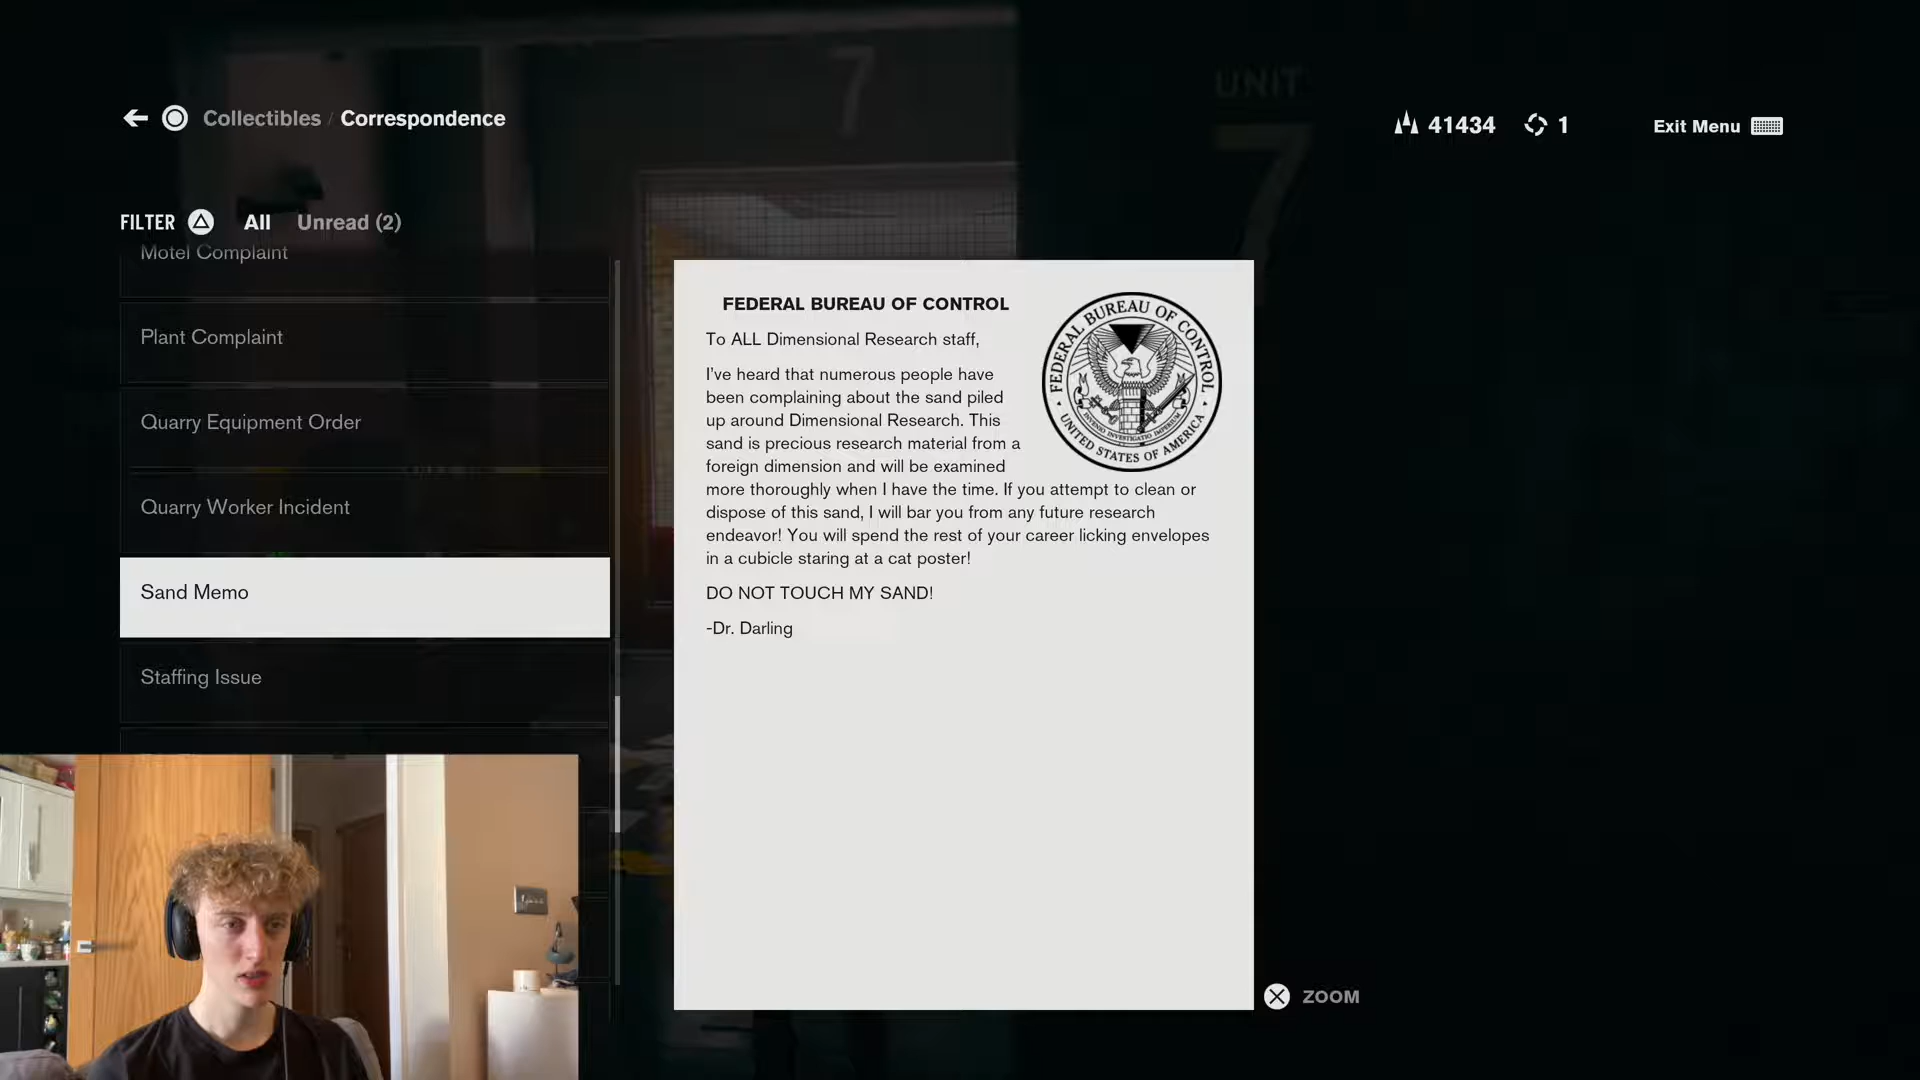 Collectibles / Correspondence
41434
1
Exit Menu
FILTER All Unread (2)
Motel Complaint
Plant Complaint
Quarry Equipment Order
Quarry Worker Incident
Sand Memo
Staffing Issue
FEDERAL BUREAU OF CONTROL
To ALL Dimensional Research staff,
I've heard that numerous people have
been complaining about the sand piled
up around Dimensional Research. This
sand is precious research material from a
foreign dimension and will be examined
more thoroughly when I have the time. If you attempt to clean or
dispose of this sand, I will bar you from any future research
endeavor! You will spend the rest of your career licking envelopes
in a cubicle staring at a cat poster!
DO NOT TOUCH MY SAND!
-Dr. Darling
FEDERAL BUREAU OF CONTROL
INVENIO INVESTIGATIO IMPERIUM
UNITED STATES OF AMERICA
ZOOM
7
UNIT
7